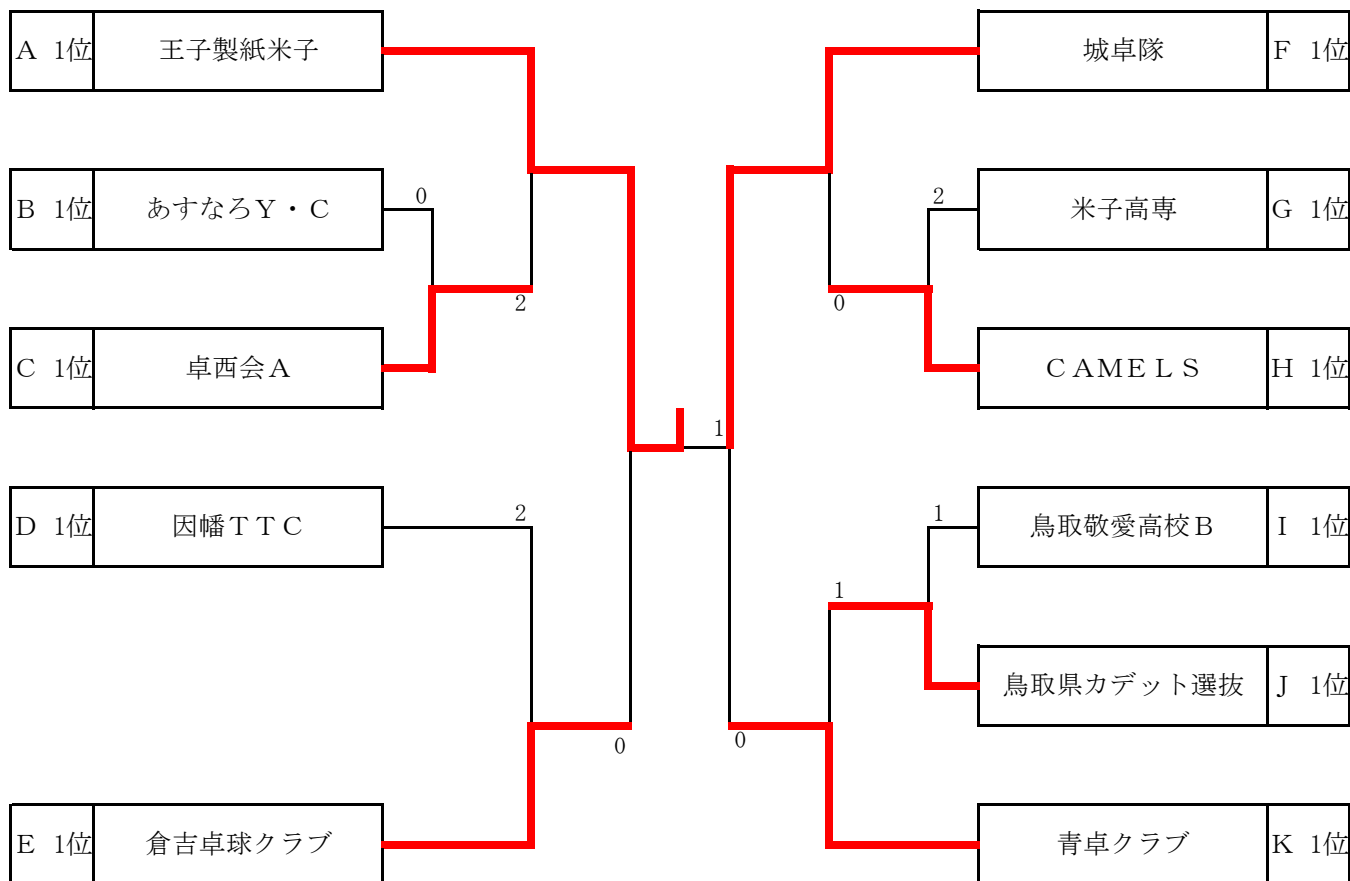 A 1位 王子製紙米子
城卓隊 F 1位
B 1位 あすなろY・C
0
2
米子高専 G 1位
2
0
C 1位 卓西会A
CAMELS H 1位
1
D 1位 因幡TTC
2
1
鳥取敬愛高校B I 1位
1
鳥取県カデット選抜 J 1位
0
0
E 1位 倉吉卓球クラブ
青卓クラブ K 1位